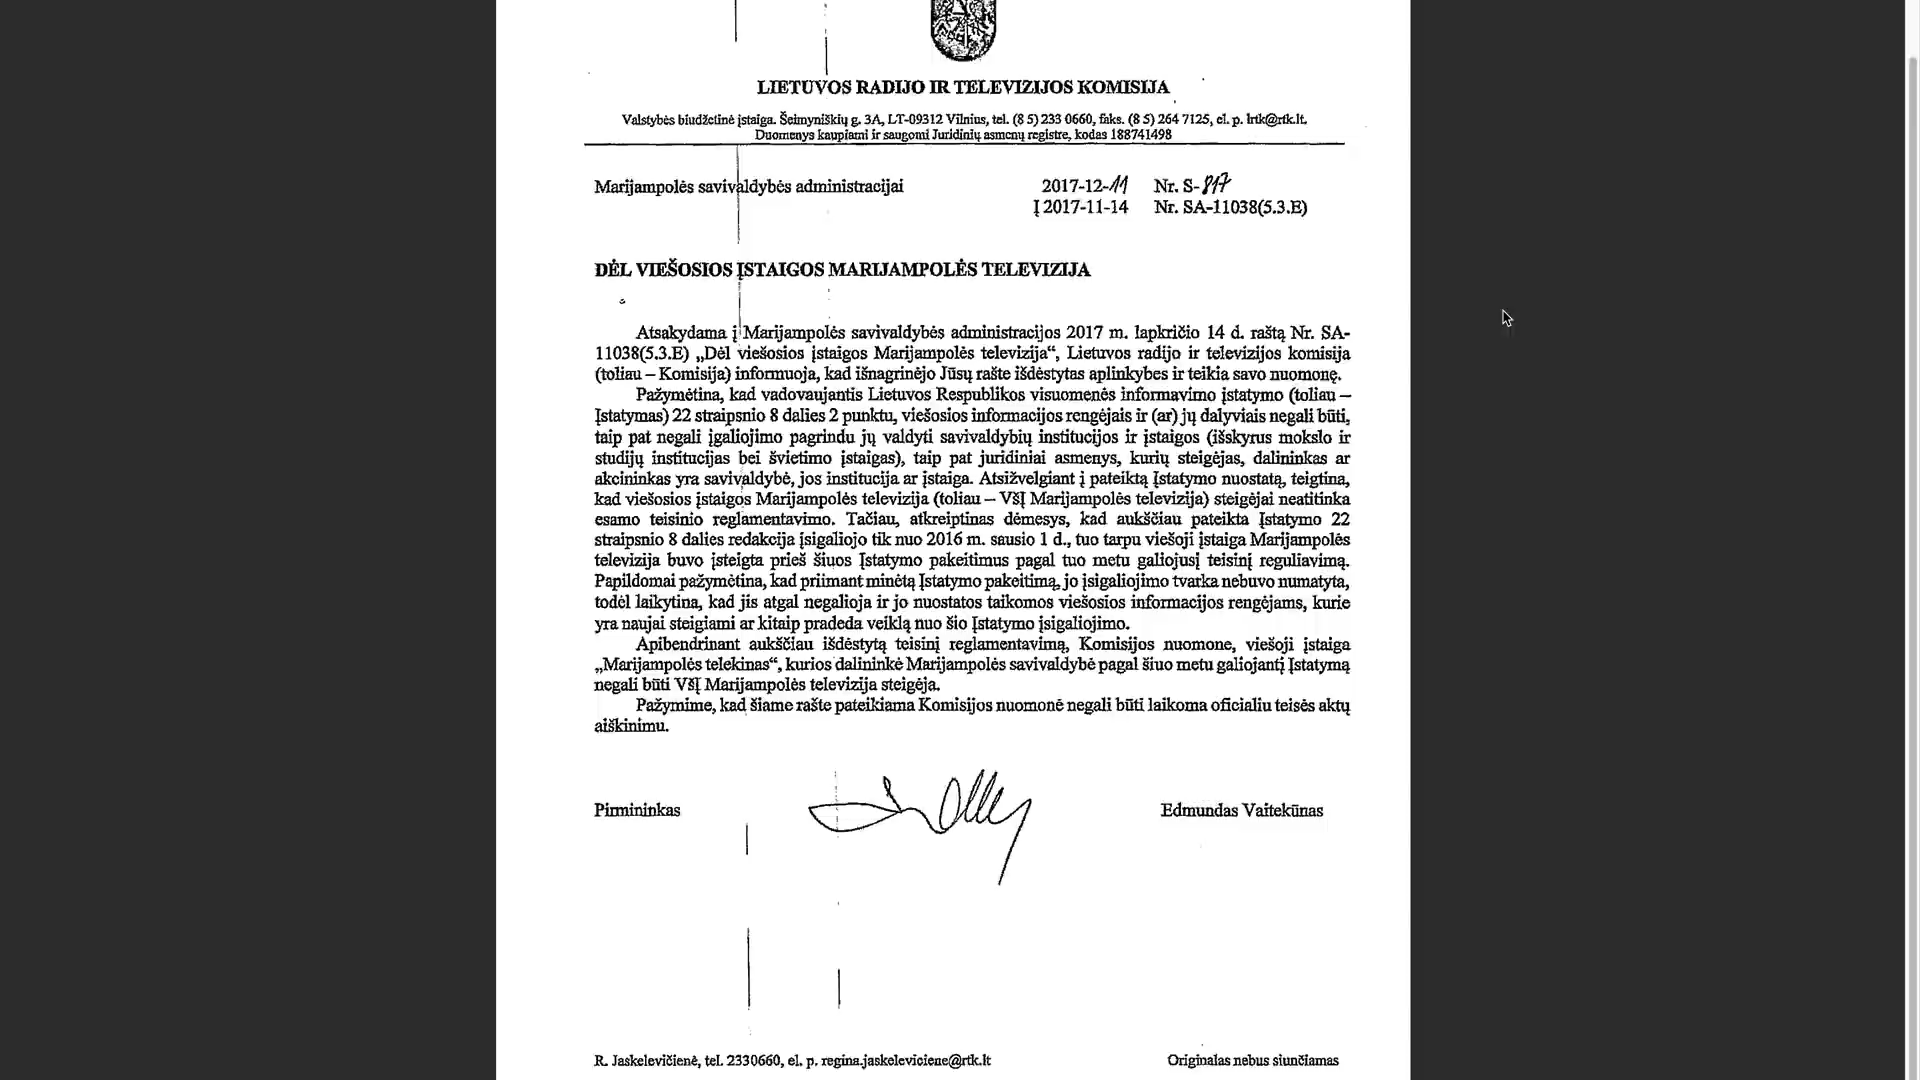 LIETUVOS RADIJO IR TELEVIZIJOS KOMISIJA
Valstybės biudžetinė įstaiga. Šeimyniškių g. 3A, LT-09312 Vilnius, tel. (8 5) 233 0660, faks. (8 5) 264 7125, el. p. lrtk@rtk.lt.
Duomenys kaupiami ir saugomi Juridinių asmenų registre, kodas 188741498
Marijampolės savivaldybės administracijai 2017-12-11 Nr. S-817
Į 2017-11-14 Nr. SA-11038(5.3.E)
DĖL VIEŠOSIOS ĮSTAIGOS MARIJAMPOLĖS TELEVIZIJA
Atsakydama į Marijampolės savivaldybės administracijos 2017 m. lapkričio 14 d. raštą Nr. SA-
11038(5.3.E) „Dėl viešosios įstaigos Marijampolės televizija“, Lietuvos radijo ir televizijos komisija
(toliau – Komisija) informuoja, kad išnagrinėjo Jūsų rašte išdėstytas aplinkybes ir teikia savo nuomonę.
Pažymėtina, kad vadovaujantis Lietuvos Respublikos visuomenės informavimo įstatymo (toliau –
Įstatymas) 22 straipsnio 8 dalies 2 punktu, viešosios informacijos rengėjais ir (ar) jų dalyviais negali būti,
taip pat negali įgaliojimo pagrindu jų valdyti savivaldybių institucijos ir įstaigos (išskyrus mokslo ir
studijų institucijas bei švietimo įstaigas), taip pat juridiniai asmenys, kurių steigėjas, dalininkas ar
akcininkas yra savivaldybė, jos institucija ar įstaiga. Atsižvelgiant į pateiktą Įstatymo nuostatą, teigtina,
kad viešosios įstaigos Marijampolės televizija (toliau – VšĮ Marijampolės televizija) steigėjai neatitinka
esamo teisinio reglamentavimo. Tačiau, atkreiptinas dėmesys, kad aukščiau pateikta Įstatymo 22
straipsnio 8 dalies redakcija įsigaliojo tik nuo 2016 m. sausio 1 d., tuo tarpu viešoji įstaiga Marijampolės
televizija buvo įsteigta prieš šiuos Įstatymo pakeitimus pagal tuo metu galiojusį teisinį reguliavimą.
Papildomai pažymėtina, kad priimant minėtą Įstatymo pakeitimą, jo įsigaliojimo tvarka nebuvo numatyta,
todėl laikytina, kad jis atgal negalioja ir jo nuostatos taikomos viešosios informacijos rengėjams, kurie
yra naujai steigiami ar kitaip pradeda veiklą nuo šio Įstatymo įsigaliojimo.
Apibendrinant aukščiau išdėstytą teisinį reglamentavimą, Komisijos nuomone, viešoji įstaiga
„Marijampolės telekinas“, kurios dalininkė Marijampolės savivaldybė pagal šiuo metu galiojantį Įstatymą
negali būti VšĮ Marijampolės televizija steigėja.
Pažymime, kad šiame rašte pateikiama Komisijos nuomonė negali būti laikoma oficialiu teisės aktų
aiškinimu.
Pirmininkas Edmundas Vaitekūnas
R. Jaskelevičienė, tel. 2330660, el. p. regina.jaskeleviciene@rtk.lt Originalas nebus siunčiamas